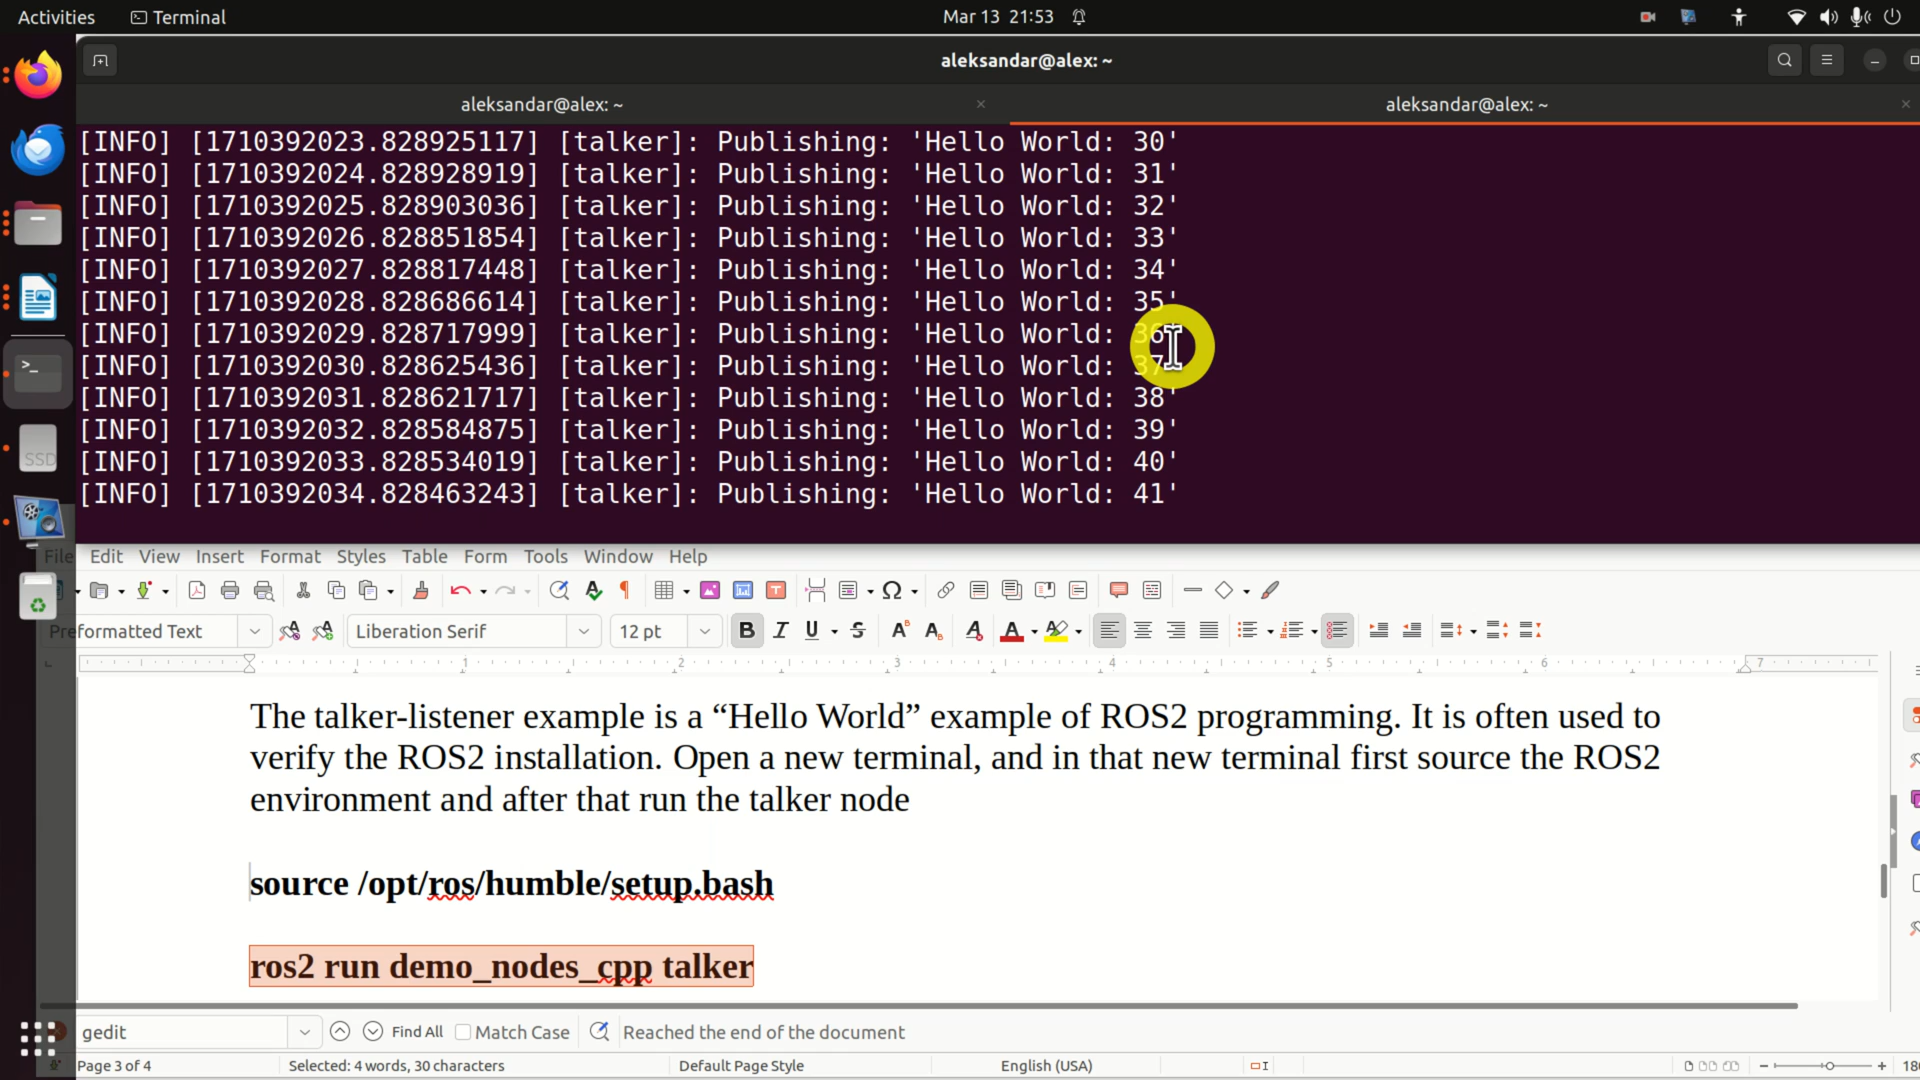 Activities Terminal Mar 13 21:53
aleksandar@alex: ~
aleksandar@alex: ~ × aleksandar@alex: ~ ×
[INFO] [1710392023.828925117] [talker]: Publishing: 'Hello World: 30'
[INFO] [1710392024.828928919] [talker]: Publishing: 'Hello World: 31'
[INFO] [1710392025.828903036] [talker]: Publishing: 'Hello World: 32'
[INFO] [1710392026.828851854] [talker]: Publishing: 'Hello World: 33'
[INFO] [1710392027.828817448] [talker]: Publishing: 'Hello World: 34'
[INFO] [1710392028.828686614] [talker]: Publishing: 'Hello World: 35'
[INFO] [1710392029.828717999] [talker]: Publishing: 'Hello World: 36'
[INFO] [1710392030.828625436] [talker]: Publishing: 'Hello World: 37'
[INFO] [1710392031.828621717] [talker]: Publishing: 'Hello World: 38'
[INFO] [1710392032.828584875] [talker]: Publishing: 'Hello World: 39'
[INFO] [1710392033.828534019] [talker]: Publishing: 'Hello World: 40'
[INFO] [1710392034.828463243] [talker]: Publishing: 'Hello World: 41'
SSD
File Edit View Insert Format Styles Table Form Tools Window Help
Preformatted Text Liberation Serif 12 pt
1 2 3 4 5 6 7
The talker-listener example is a “Hello World” example of ROS2 programming. It is often used to
verify the ROS2 installation. Open a new terminal, and in that new terminal first source the ROS2
environment and after that run the talker node
source /opt/ros/humble/setup.bash
ros2 run demo_nodes_cpp talker
gedit Find All Match Case Reached the end of the document
Page 3 of 4 Selected: 4 words, 30 characters Default Page Style English (USA)